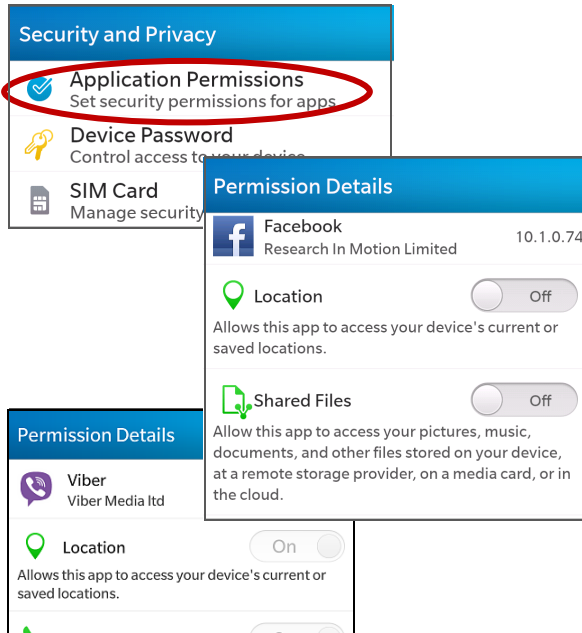 Security and Privacy
Application Permissions
Set security permissions for apps
Device Password
Control access to your device
SIM Card
Manage security
Permission Details
Facebook
Research In Motion Limited
10.1.0.74
Location
Off
Allows this app to access your device's current or
saved locations.
Shared Files
Off
Allow this app to access your pictures, music,
documents, and other files stored on your device,
at a remote storage provider, on a media card, or in
the cloud.
Permission Details
Viber
Viber Media ltd
Location
On
Allows this app to access your device's current or
saved locations.